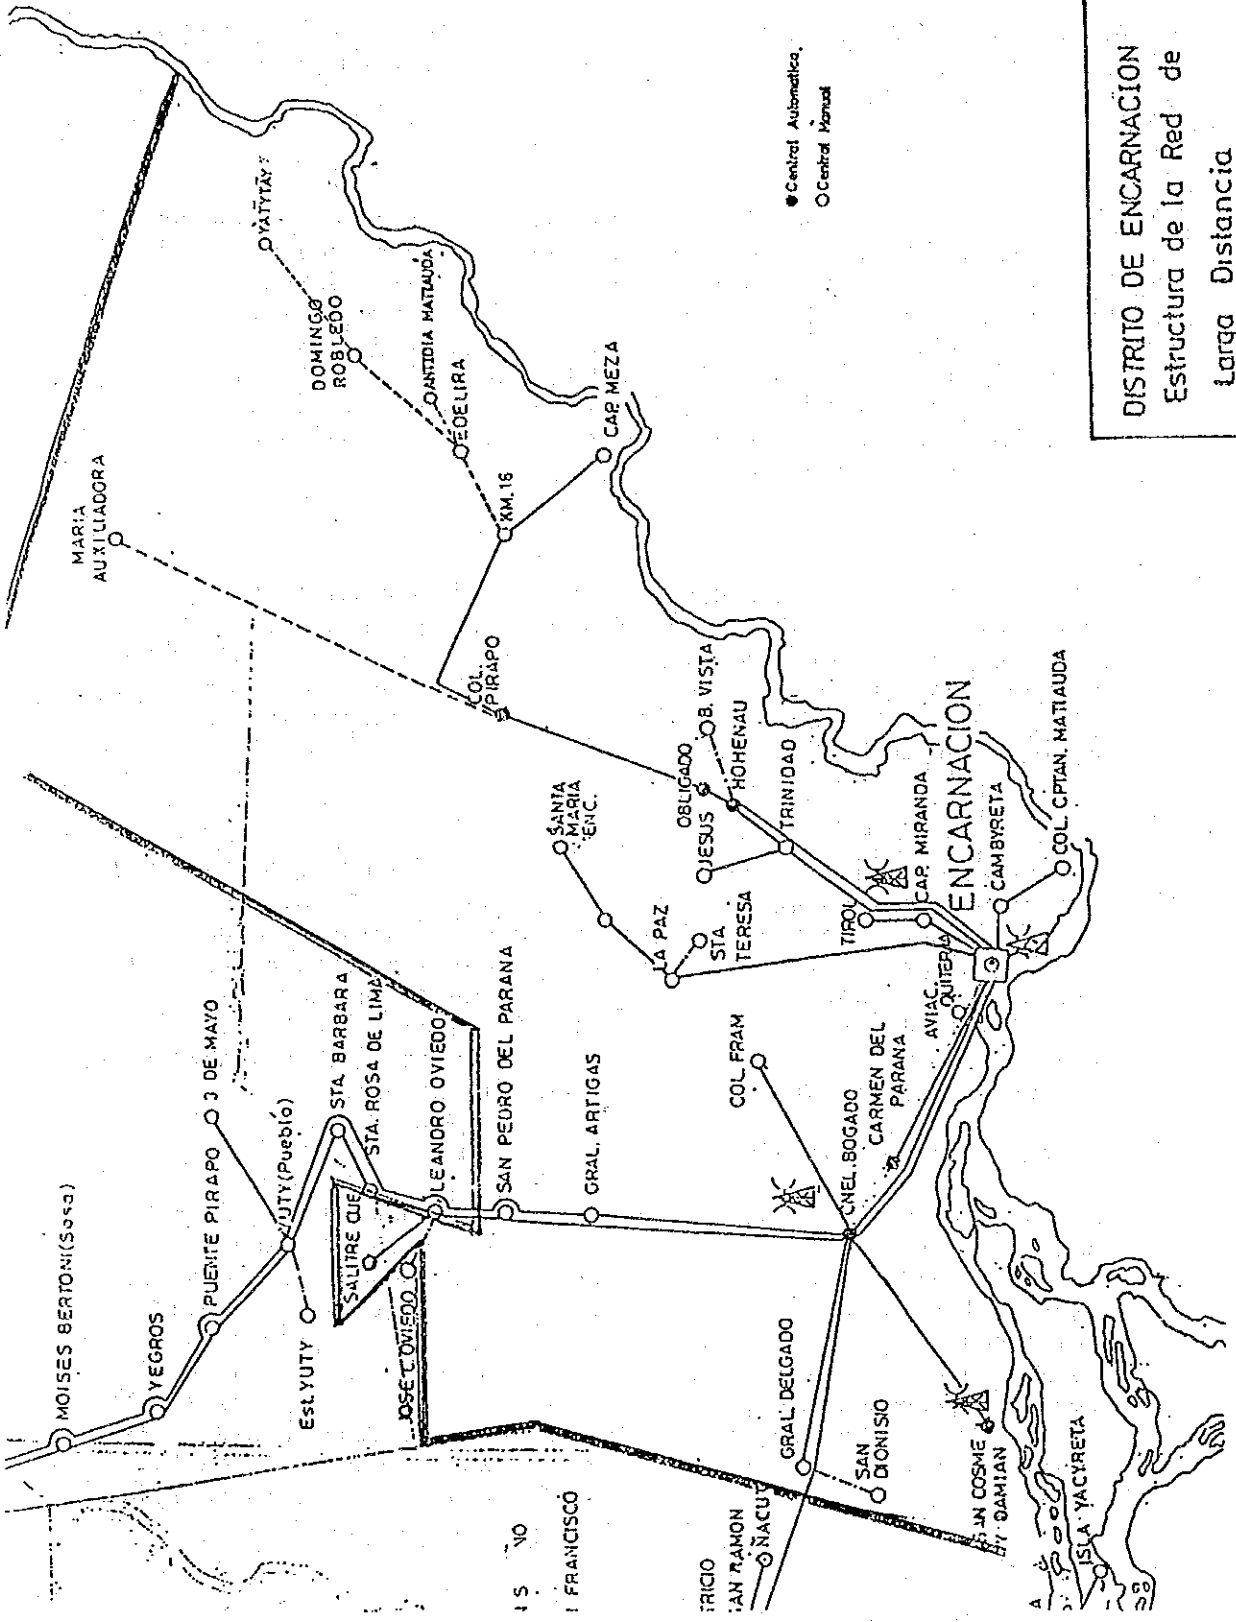 MARIA
AUXILIADORA
YATYTAY
DOMINGO
ROBLEDO
ANTIDIA MATIAUDA
EDELIRA
KM.16
CAP. MEZA
COL.
PIRAPO
B. VISTA
OBLIGADO
HOHENAU
JESUS
TRINIDAD
SANTA
MARIA
ENC.
LA PAZ
STA.
TERESA
TIROL
CAP. MIRANDA
ENCARNACION
CAMBYRETA
COL. CPTAN. MATIAUDA
AVIAC.
QUITERIA
CARMEN DEL
PARANA
COL. FRAM
CNEL. BOGADO
GRAL. ARTIGAS
SAN PEDRO DEL PARANA
LEANDRO OVIEDO
STA. ROSA DE LIMA
STA. BARBARA
3 DE MAYO
YUTY (Pueblo)
PUENTE PIRAPO
YEGROS
MOISES BERTONI (Sosa)
Est. YUTY
SALITRE CUE
JOSE C. OVIEDO
GRAL. DELGADO
SAN
DIONISIO
SAN COSME
Y DAMIAN
ISLA YACYRETA
FRANCISCO
ÑACUT
Central Automatica.
Central Manual
DISTRITO DE ENCARNACION
Estructura de la Red de
Larga Distancia